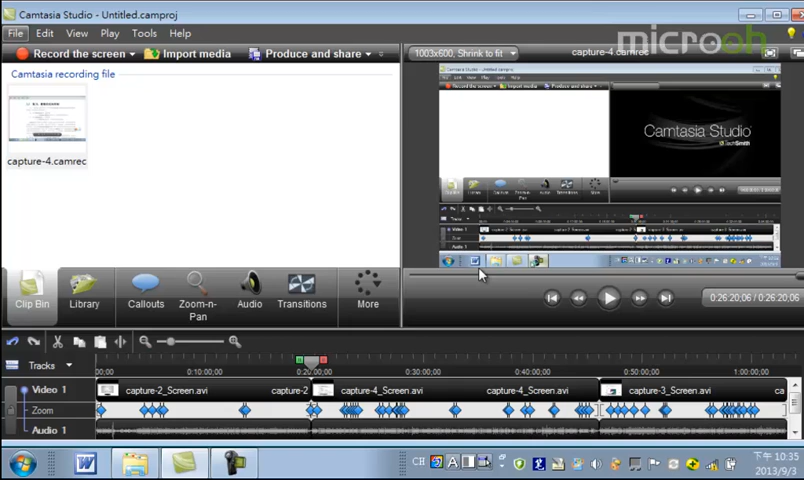 Camtasia Studio - Untitled.camproj
File Edit View Play Tools Help
microoh
Record the screen Import media Produce and share
1003x600, Shrink to fit
capture-4.camrec
Camtasia recording file
capture-4.camrec
Camtasia Studio
TechSmith
Clip Bin Library Callouts Zoom-n-Pan Audio Transitions More
0:26:20;06 / 0:26:20;06
Tracks
00;00 0:10:00;00 0:20:00;00 0:30:00;00 0:40:00;00 0:50:00;00 1:00:00;00
Video 1 capture-2_Screen.avi capture-2 capture-4_Screen.avi capture-4_Screen.avi capture-3_Screen.avi ca
Zoom
Audio 1
CH
下午 10:35
2013/9/3